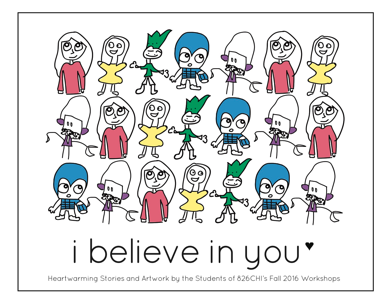 i believe in you♥
Heartwarming Stories and Artwork by the Students of 826CHI's Fall 2016 Workshops